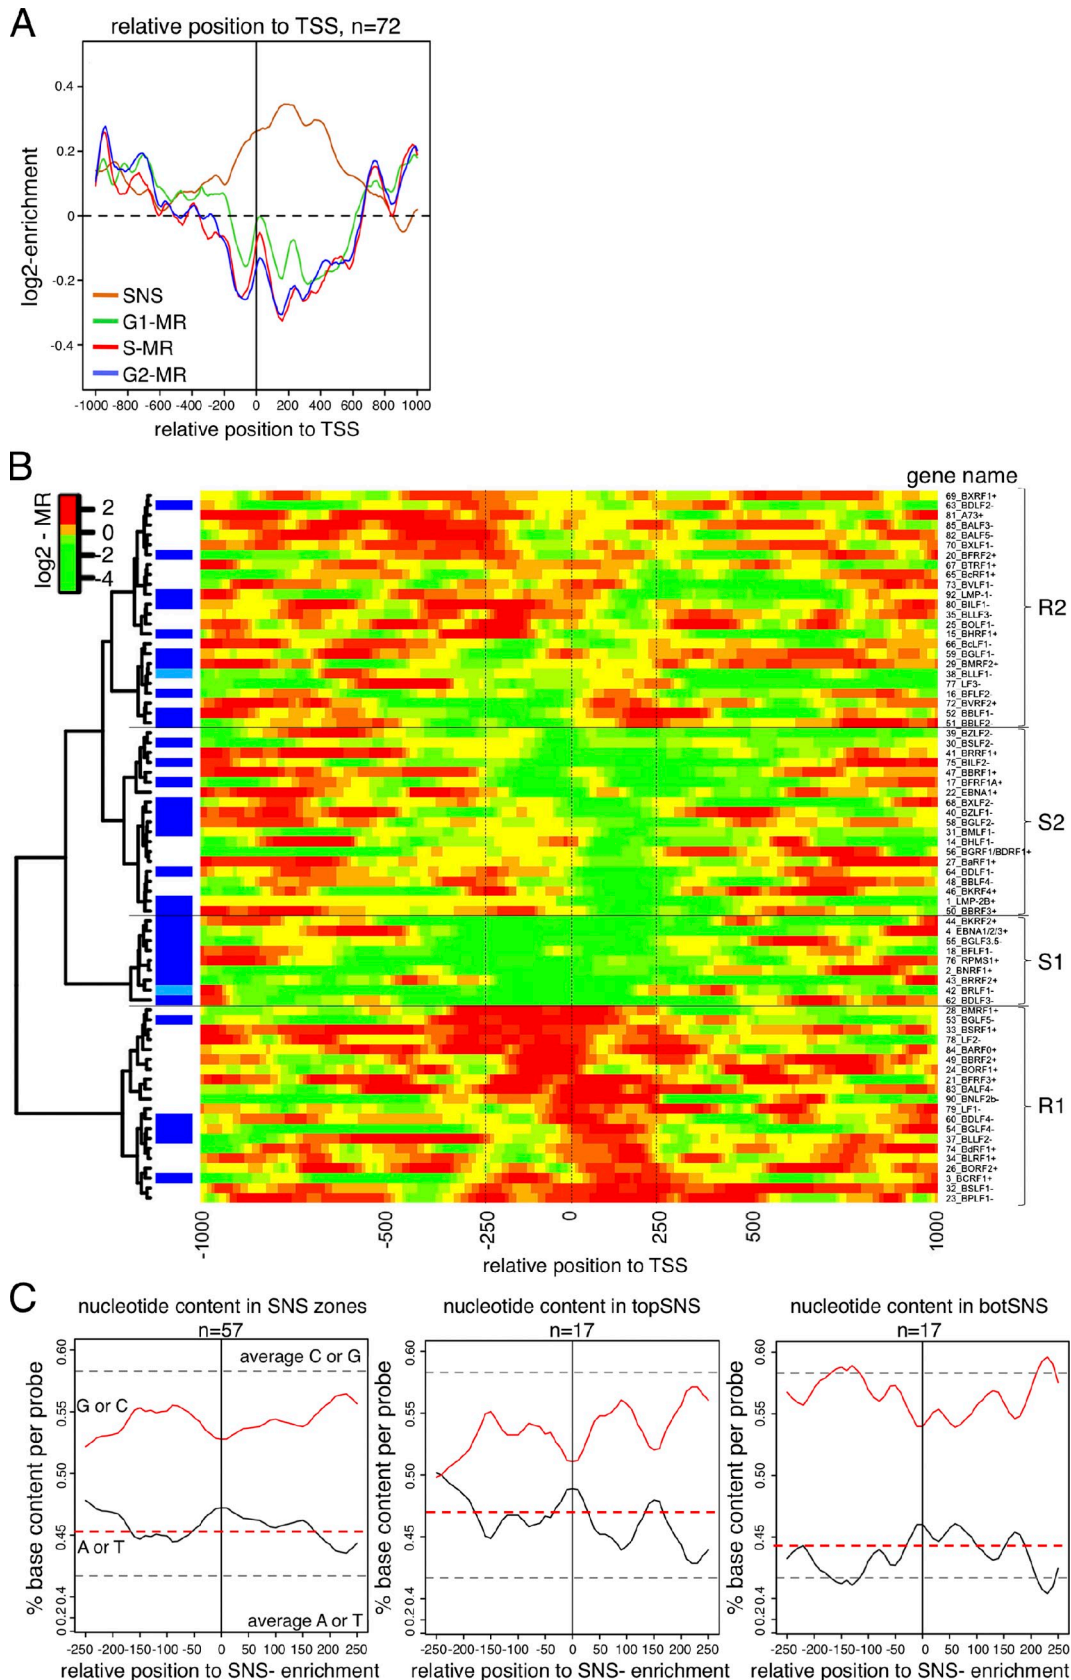 A
relative position to TSS, n=72
log2-enrichment
0.4
0.2
0
-0.2
-0.4
SNS
G1-MR
S-MR
G2-MR
-1000 -800 -600 -400 -200 0 200 400 600 800 1000
relative position to TSS
B
log2 - MR
2
0
-2
-4
gene name
69_BXRF1+
63_BDLF2-
81_A73+
85_BALF3-
82_BALF5-
70_BXLF1-
20_BFRF2+
67_BTRF1+
65_BcRF1+
73_BVLF1-
92_LMP-1-
80_BILF1-
35_BLLF3-
25_BOLF1-
15_BHRF1+
66_BcLF1-
59_BGLF1-
29_BMRF2+
38_BLLF1-
77_LF3-
16_BFLF2-
72_BVRF2+
52_BBLF1-
51_BBLF2-
R2
39_BZLF2-
30_BSLF2-
41_BRRF1+
75_BILF2-
47_BBRF1+
17_BFRF1A+
22_EBNA1+
68_BXLF2-
40_BZLF1-
58_BGLF2-
31_BMLF1-
14_BHLF1-
56_BGRF1/BDRF1+
27_BaRF1+
64_BDLF1-
48_BBLF4-
46_BKRF4+
1_LMP-2B+
50_BBRF3+
S2
44_BKRF2+
4_EBNA1/2/3+
55_BGLF3.5-
18_BFLF1-
76_RPMS1+
2_BNRF1+
43_BRRF2+
42_BRLF1-
62_BDLF3-
S1
28_BMRF1+
53_BGLF5-
33_BSRF1+
78_LF2-
84_BARF0+
49_BBRF2+
24_BORF1+
21_BFRF3+
83_BALF4-
90_BNLF2b-
79_LF1-
60_BDLF4-
54_BGLF4-
37_BLLF2-
74_BdRF1+
34_BLRF1+
26_BORF2+
3_BCRF1+
32_BSLF1-
23_BPLF1-
R1
-1000
-500
-250
0
250
500
1000
relative position to TSS
C
nucleotide content in SNS zones
n=57
% base content per probe
0.60
0.55
0.50
0.45
0.4
0.2
0
average C or G
G or C
A or T
average A or T
-250 -200 -150 -100 -50 0 50 100 150 200 250
relative position to SNS- enrichment
nucleotide content in topSNS
n=17
% base content per probe
0.60
0.55
0.50
0.45
0.4
0.2
0
-250 -200 -150 -100 -50 0 50 100 150 200 250
relative position to SNS- enrichment
nucleotide content in botSNS
n=17
% base content per probe
0.60
0.55
0.50
0.45
0.4
0.2
0
-250 -200 -150 -100 -50 0 50 100 150 200 250
relative position to SNS- enrichment